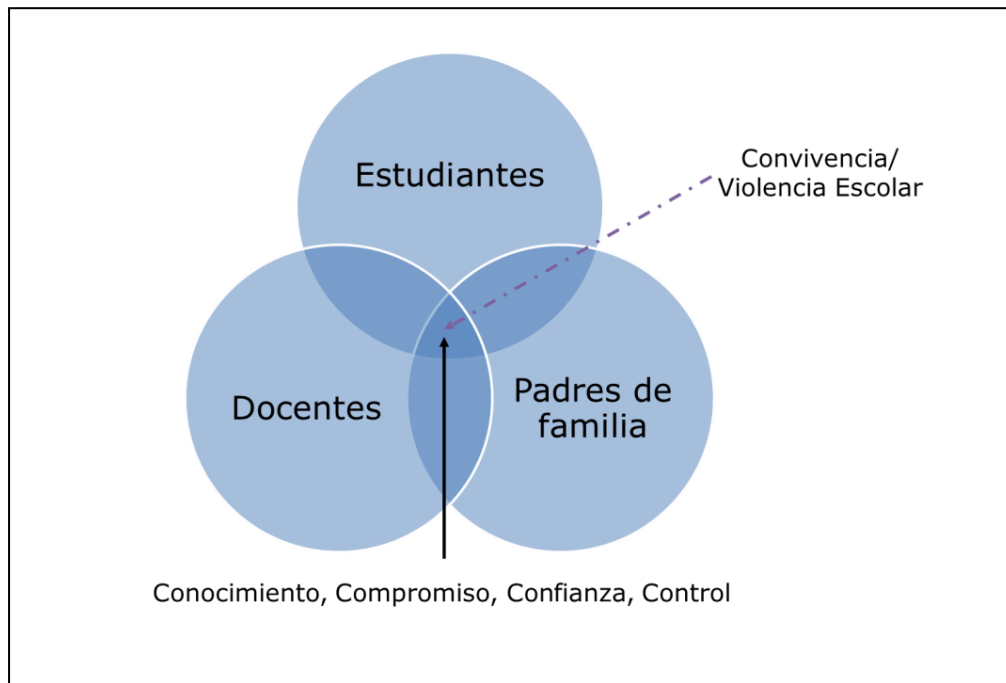 Estudiantes
Convivencia/
Violencia Escolar
Docentes
Padres de
familia
Conocimiento, Compromiso, Confianza, Control